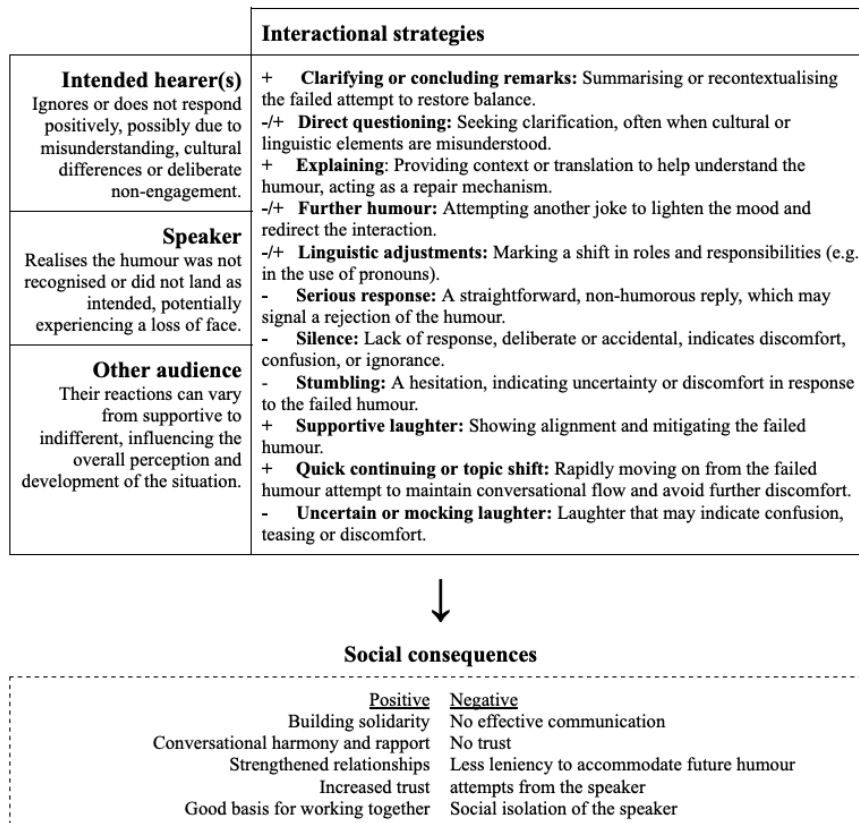 Interactional strategies
Intended hearer(s)
Ignores or does not respond
positively, possibly due to
misunderstanding, cultural
differences or deliberate
non-engagement.
Speaker
Realises the humour was not
recognised or did not land as
intended, potentially
experiencing a loss of face.
Other audience
Their reactions can vary
from supportive to
indifferent, influencing the
overall perception and
development of the situation.
+ Clarifying or concluding remarks: Summarising or recontextualising
the failed attempt to restore balance.
-/+ Direct questioning: Seeking clarification, often when cultural or
linguistic elements are misunderstood.
+ Explaining: Providing context or translation to help understand the
humour, acting as a repair mechanism.
-/+ Further humour: Attempting another joke to lighten the mood and
redirect the interaction.
-/+ Linguistic adjustments: Marking a shift in roles and responsibilities (e.g.
in the use of pronouns).
- Serious response: A straightforward, non-humorous reply, which may
signal a rejection of the humour.
- Silence: Lack of response, deliberate or accidental, indicates discomfort,
confusion, or ignorance.
- Stumbling: A hesitation, indicating uncertainty or discomfort in response
to the failed humour.
+ Supportive laughter: Showing alignment and mitigating the failed
humour.
+ Quick continuing or topic shift: Rapidly moving on from the failed
humour attempt to maintain conversational flow and avoid further discomfort.
- Uncertain or mocking laughter: Laughter that may indicate confusion,
teasing or discomfort.
↓
Social consequences
Positive
Building solidarity
Conversational harmony and rapport
Strengthened relationships
Increased trust
Good basis for working together
Negative
No effective communication
No trust
Less leniency to accommodate future humour
attempts from the speaker
Social isolation of the speaker